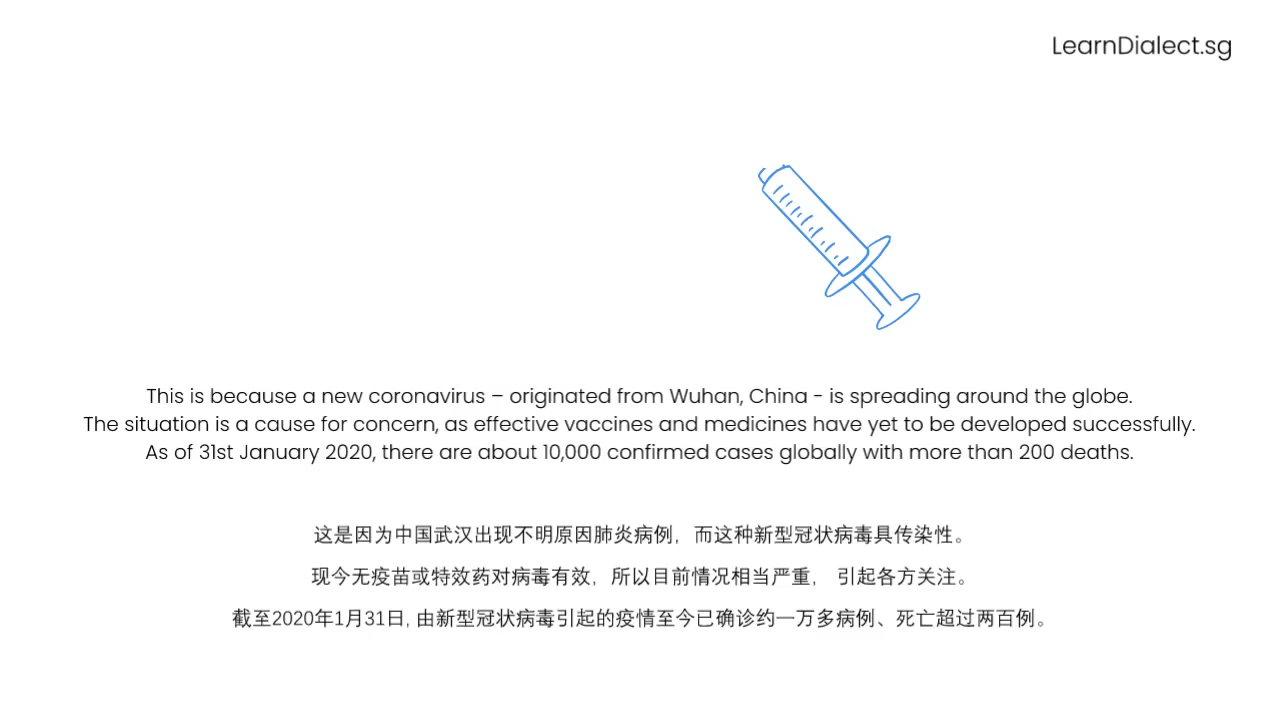 LearnDialect.sg
This is because a new coronavirus – originated from Wuhan, China - is spreading around the globe.
The situation is a cause for concern, as effective vaccines and medicines have yet to be developed successfully.
As of 31st January 2020, there are about 10,000 confirmed cases globally with more than 200 deaths.
这是因为中国武汉出现不明原因肺炎病例，而这种新型冠状病毒具传染性。
现今无疫苗或特效药对病毒有效，所以目前情况相当严重， 引起各方关注。
截至2020年1月31日, 由新型冠状病毒引起的疫情至今已确诊约一万多病例、死亡超过两百例。